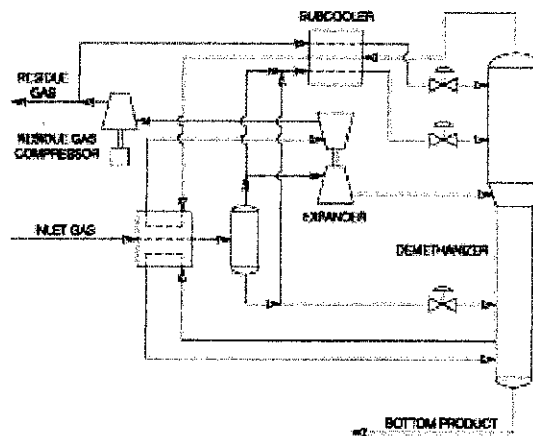 SUBCOOLER
RESIDUE
GAS
RESIDUE GAS
COMPRESSOR
EXPANDER
INLET GAS
DEMETHANIZER
BOTTOM PRODUCT